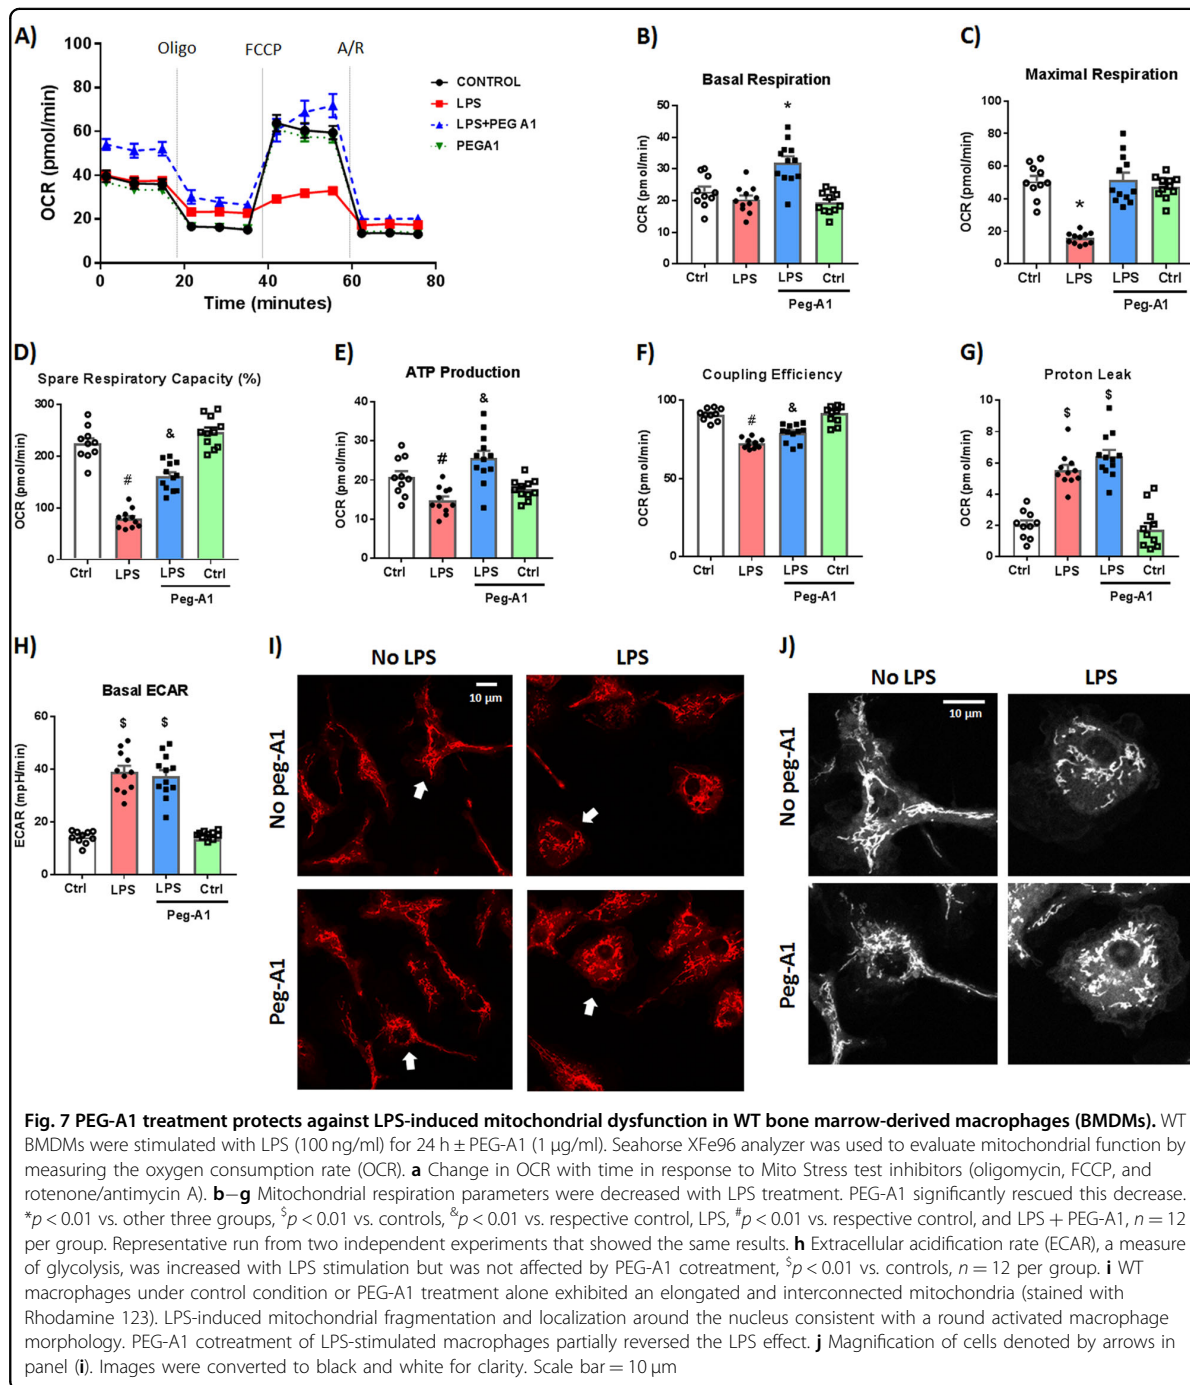 A)
Oligo
FCCP
A/R
100
80
60
40
20
0
OCR (pmol/min)
0
20
40
60
80
Time (minutes)
CONTROL
LPS
LPS+PEG A1
PEGA1
B)
Basal Respiration
*
50
40
30
20
10
0
OCR (pmol/min)
Ctrl
LPS
LPS
Ctrl
Peg-A1
C)
Maximal Respiration
*
100
80
60
40
20
0
OCR (pmol/min)
Ctrl
LPS
LPS
Ctrl
Peg-A1
D)
Spare Respiratory Capacity (%)
#
&
300
200
100
0
OCR (pmol/min)
Ctrl
LPS
LPS
Ctrl
Peg-A1
E)
ATP Production
#
&
40
30
20
10
0
OCR (pmol/min)
Ctrl
LPS
LPS
Ctrl
Peg-A1
F)
Coupling Efficiency
#
&
100
50
0
OCR (pmol/min)
Ctrl
LPS
LPS
Ctrl
Peg-A1
G)
Proton Leak
$
$
10
8
6
4
2
0
OCR (pmol/min)
Ctrl
LPS
LPS
Ctrl
Peg-A1
H)
Basal ECAR
$
$
60
40
20
0
ECAR (mpH/min)
Ctrl
LPS
LPS
Ctrl
Peg-A1
I)
No LPS
LPS
10 µm
No peg-A1
Peg-A1
J)
No LPS
LPS
10 µm
No peg-A1
Peg-A1
Fig. 7 PEG-A1 treatment protects against LPS-induced mitochondrial dysfunction in WT bone marrow-derived macrophages (BMDMs). WT
BMDMs were stimulated with LPS (100 ng/ml) for 24 h ± PEG-A1 (1 µg/ml). Seahorse XFe96 analyzer was used to evaluate mitochondrial function by
measuring the oxygen consumption rate (OCR). a Change in OCR with time in response to Mito Stress test inhibitors (oligomycin, FCCP, and
rotenone/antimycin A). b–g Mitochondrial respiration parameters were decreased with LPS treatment. PEG-A1 significantly rescued this decrease.
*p < 0.01 vs. other three groups, $p < 0.01 vs. controls, &p < 0.01 vs. respective control, LPS, #p < 0.01 vs. respective control, and LPS + PEG-A1, n = 12
per group. Representative run from two independent experiments that showed the same results. h Extracellular acidification rate (ECAR), a measure
of glycolysis, was increased with LPS stimulation but was not affected by PEG-A1 cotreatment, $p < 0.01 vs. controls, n = 12 per group. i WT
macrophages under control condition or PEG-A1 treatment alone exhibited an elongated and interconnected mitochondria (stained with
Rhodamine 123). LPS-induced mitochondrial fragmentation and localization around the nucleus consistent with a round activated macrophage
morphology. PEG-A1 cotreatment of LPS-stimulated macrophages partially reversed the LPS effect. j Magnification of cells denoted by arrows in
panel (i). Images were converted to black and white for clarity. Scale bar = 10 µm